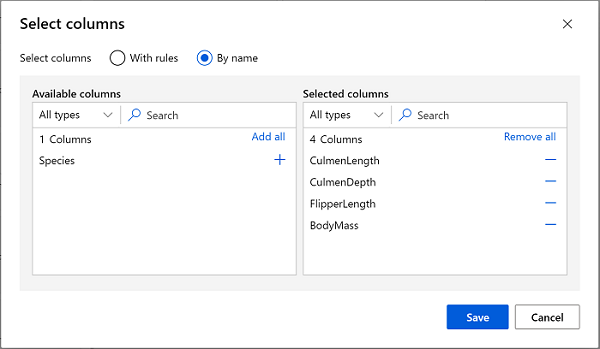 Select columns
Select columns With rules By name
Available columns
All types Search
1 Columns Add all
Species
Selected columns
All types Search
4 Columns Remove all
CulmenLength
CulmenDepth
FlipperLength
BodyMass
Save Cancel